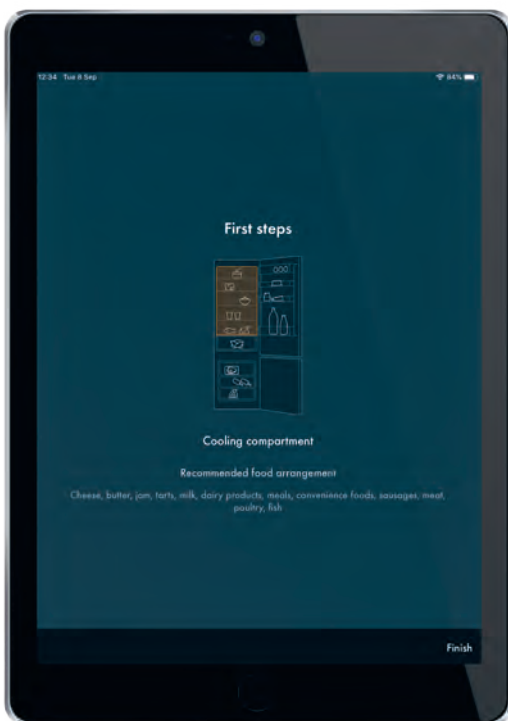 12:34 Tue 8 Sep
84%
First steps
Cooling compartment
Recommended food arrangement
Cheese, butter, jam, tarts, milk, dairy products, meals, convenience foods, sausages, meat,
poultry, fish
Finish